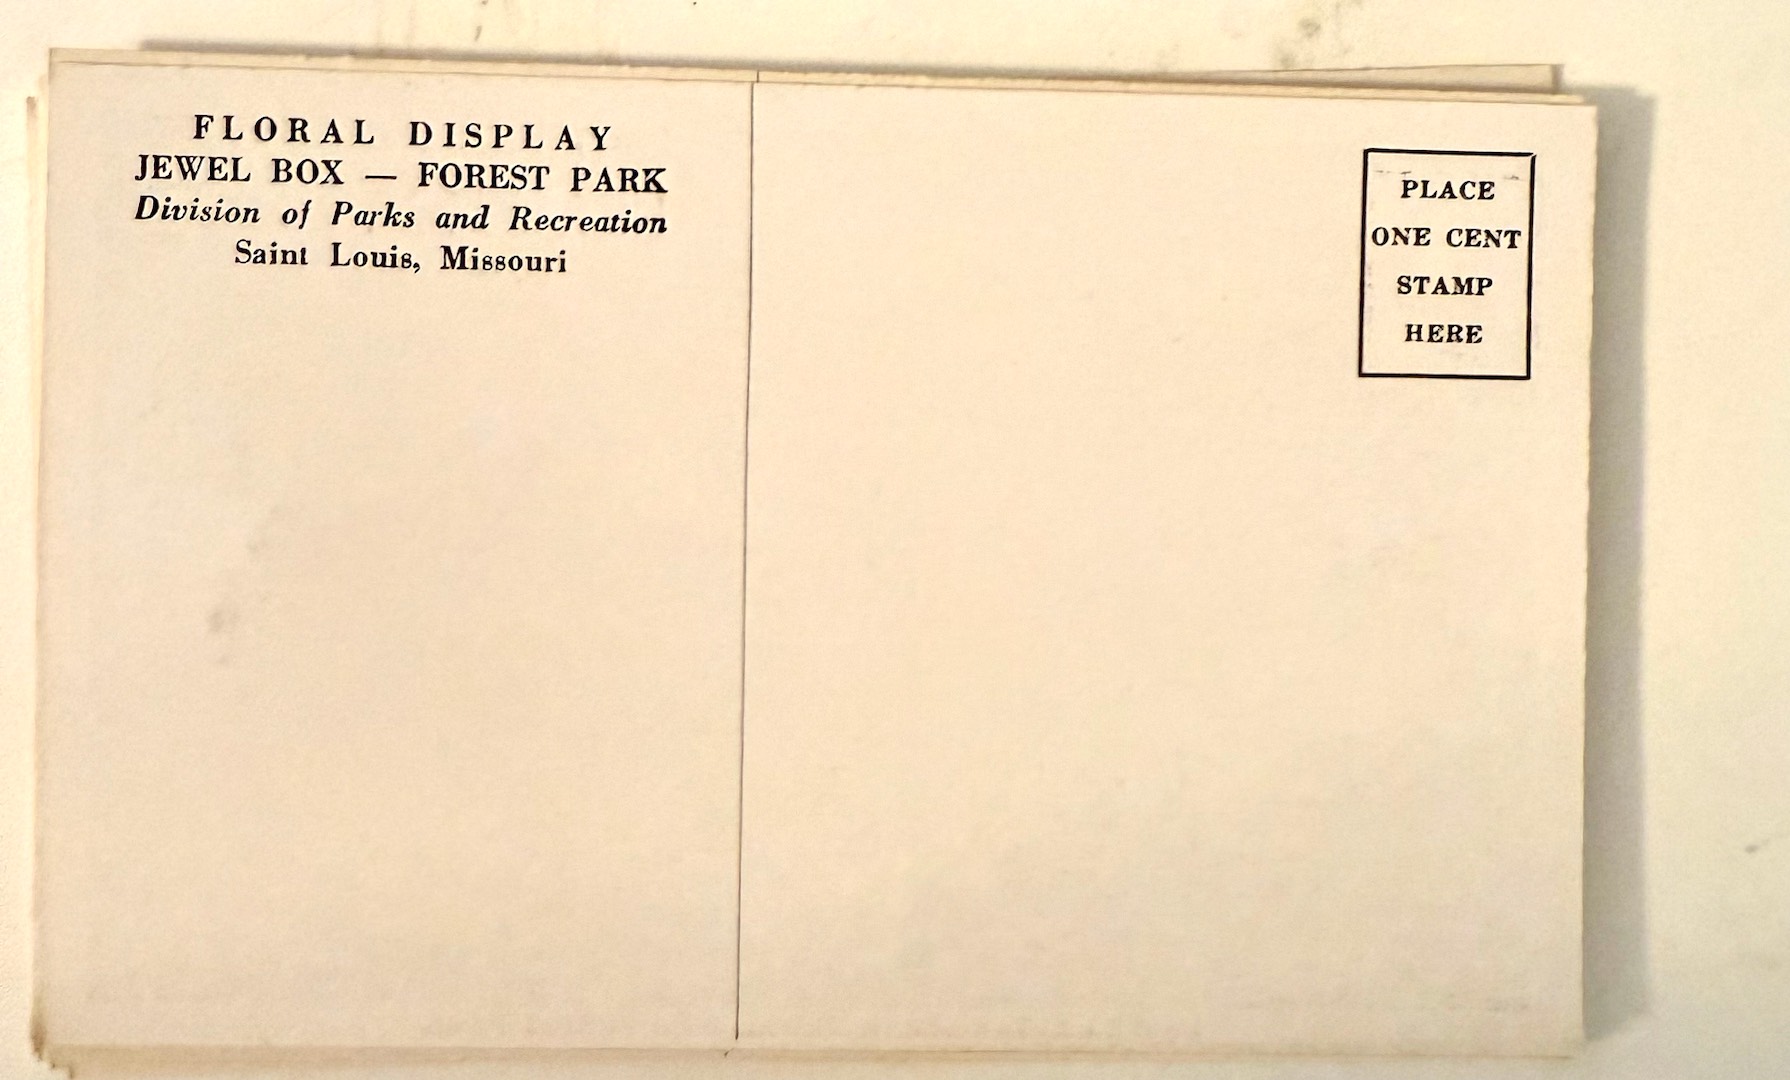 FLORAL DISPLAY
JEWEL BOX — FOREST PARK
Division of Parks and Recreation
Saint Louis, Missouri
PLACE
ONE CENT
STAMP
HERE